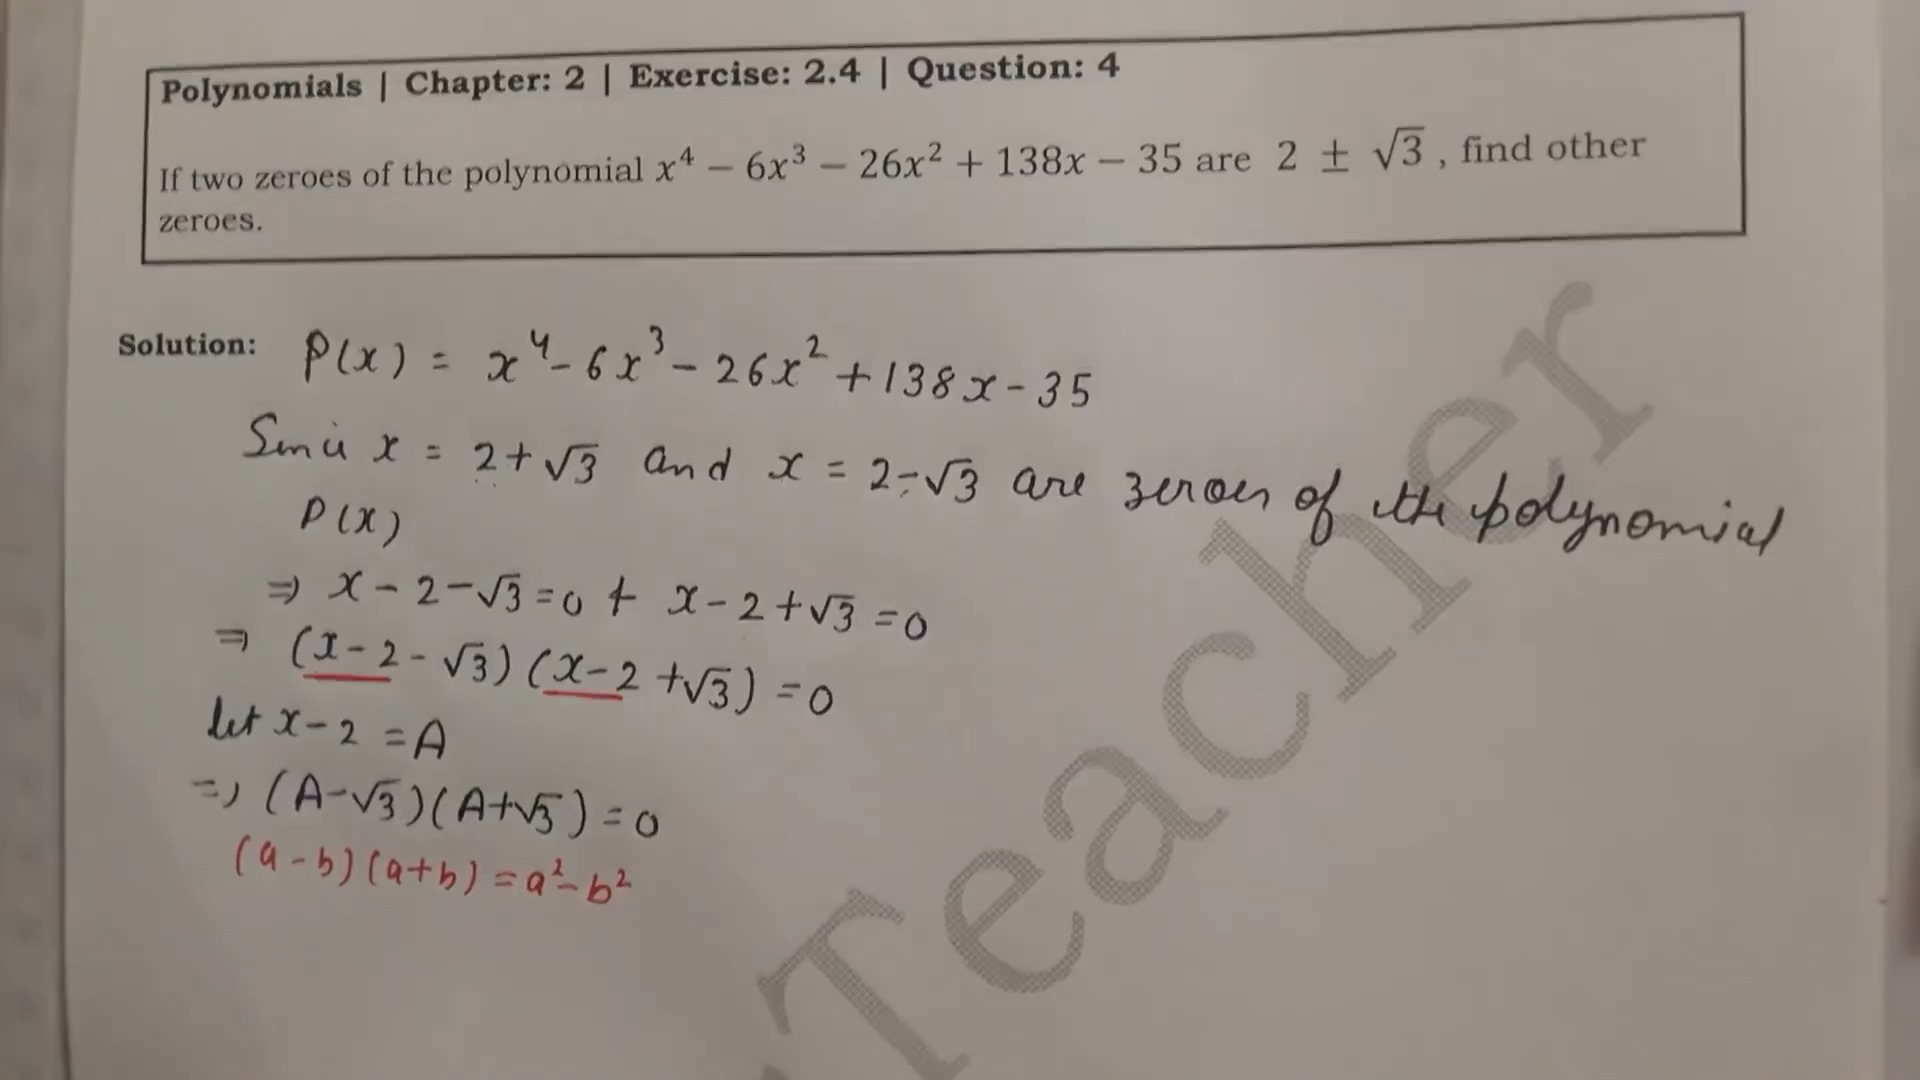 Polynomials | Chapter: 2 | Exercise: 2.4 | Question: 4
If two zeroes of the polynomial x⁴ − 6x³ − 26x² + 138x − 35 are 2 ± √3 , find other
zeroes.
Solution: P(x) = x⁴ - 6x³ - 26x² + 138x - 35
Since x = 2+√3 and x = 2-√3 are zeroes of the polynomial
P(x)
⇒ x - 2 - √3 = 0 + x - 2 + √3 = 0
⇒ (x - 2 - √3) (x - 2 + √3) = 0
let x - 2 = A
⇒ (A - √3) (A + √3) = 0
(a - b) (a + b) = a² - b²
Teacher